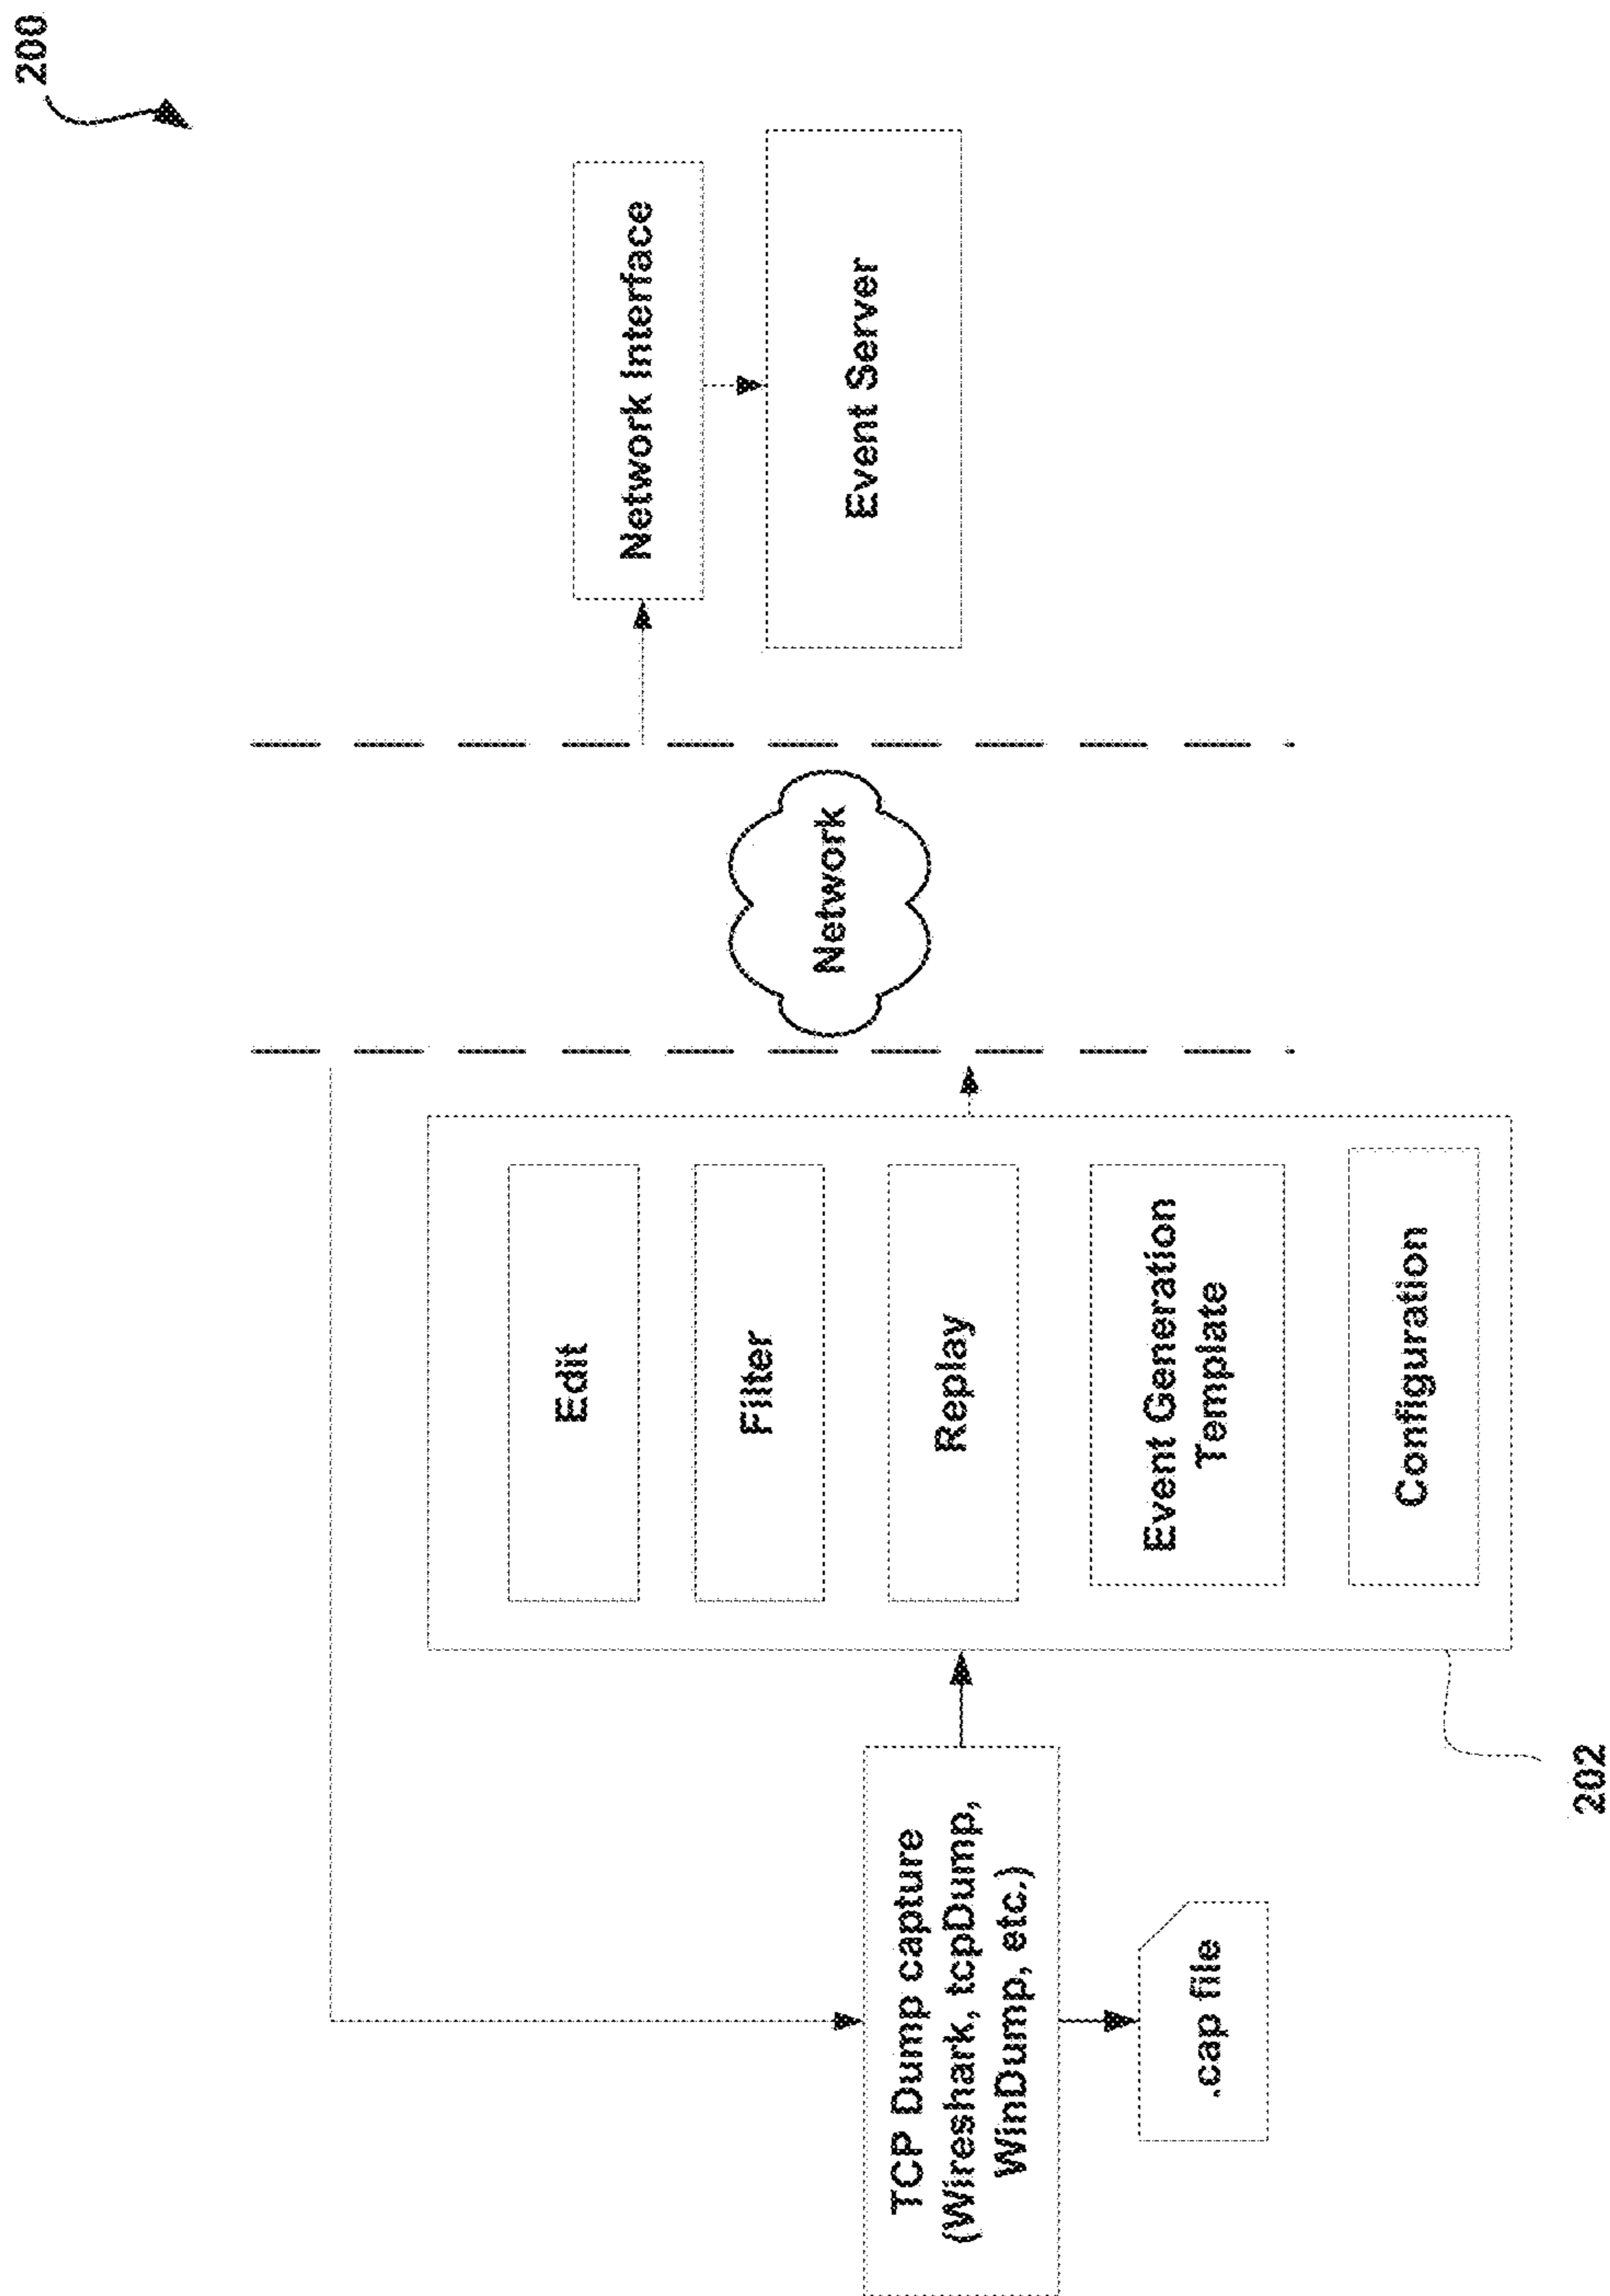 200
TCP Dump capture
(Wireshark, tcpDump,
WinDump, etc.)
.cap file
Edit
Filter
Replay
Event Generation
Template
Configuration
202
Network
Network Interface
Event Server